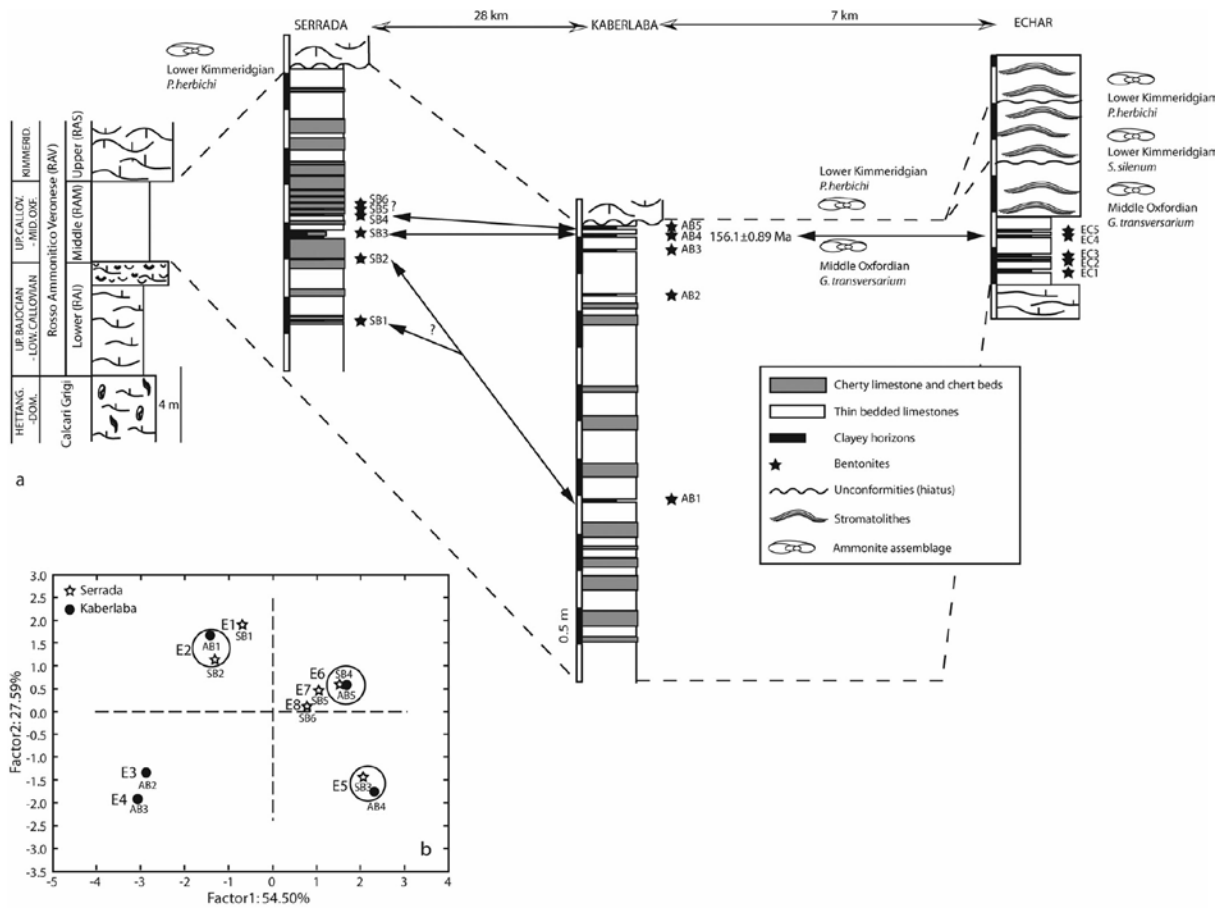 SERRADA
28 km
KABERLABA
7 km
ECHAR
Lower Kimmeridgian
P. herbichi
KIMMERID.
UP. CALLOV.
- MID. OXF.
UP. BAJOCIAN
- LOW. CALLOVIAN
HETTANG.
-DOM.
Rosso Ammonitico Veronese (RAV)
Calcari Grigi
Upper (RAS)
Middle (RAM)
Lower (RAI)
4 m
a
SB6
SB5 ?
SB4
SB3
SB2
SB1
?
AB5
AB4
AB3
AB2
AB1
0.5 m
Lower Kimmeridgian
P. herbichi
156.1±0.89 Ma
Middle Oxfordian
G. transversarium
Lower Kimmeridgian
P. herbichi
Lower Kimmeridgian
S. silenum
Middle Oxfordian
G. transversarium
EC5
EC4
EC3
EC2
EC1
Cherty limestone and chert beds
Thin bedded limestones
Clayey horizons
Bentonites
Unconformities (hiatus)
Stromatolithes
Ammonite assemblage
Serrada
Kaberlaba
3.0
2.5
2.0
1.5
1.0
0.5
0.0
-0.5
-1.0
-1.5
-2.0
-2.5
-3.0
-3.5
Factor2: 27.59%
E1
SB1
E2
AB1
SB2
E6
SB4
AB5
E7
SB5
E8
SB6
E3
AB2
E4
AB3
E5
SB3
AB4
b
-5 -4 -3 -2 -1 0 1 2 3 4
Factor1: 54.50%